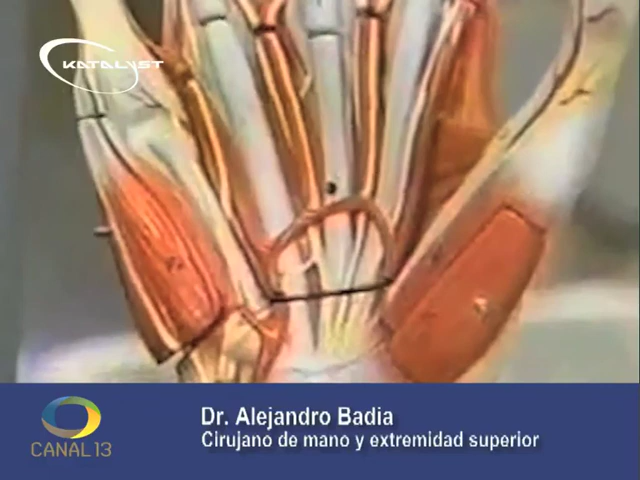 KATALYST
Dr. Alejandro Badia
Cirujano de mano y extremidad superior
CANAL 13